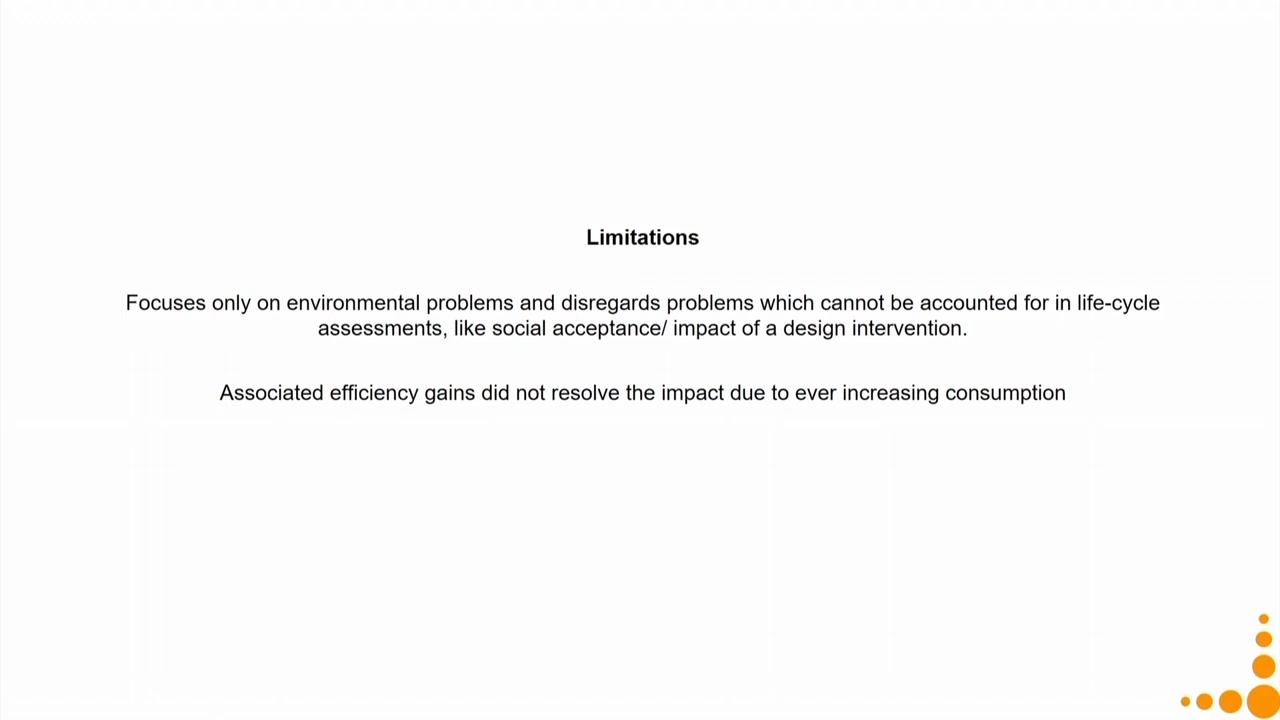 Limitations
Focuses only on environmental problems and disregards problems which cannot be accounted for in life-cycle
assessments, like social acceptance/ impact of a design intervention.
Associated efficiency gains did not resolve the impact due to ever increasing consumption